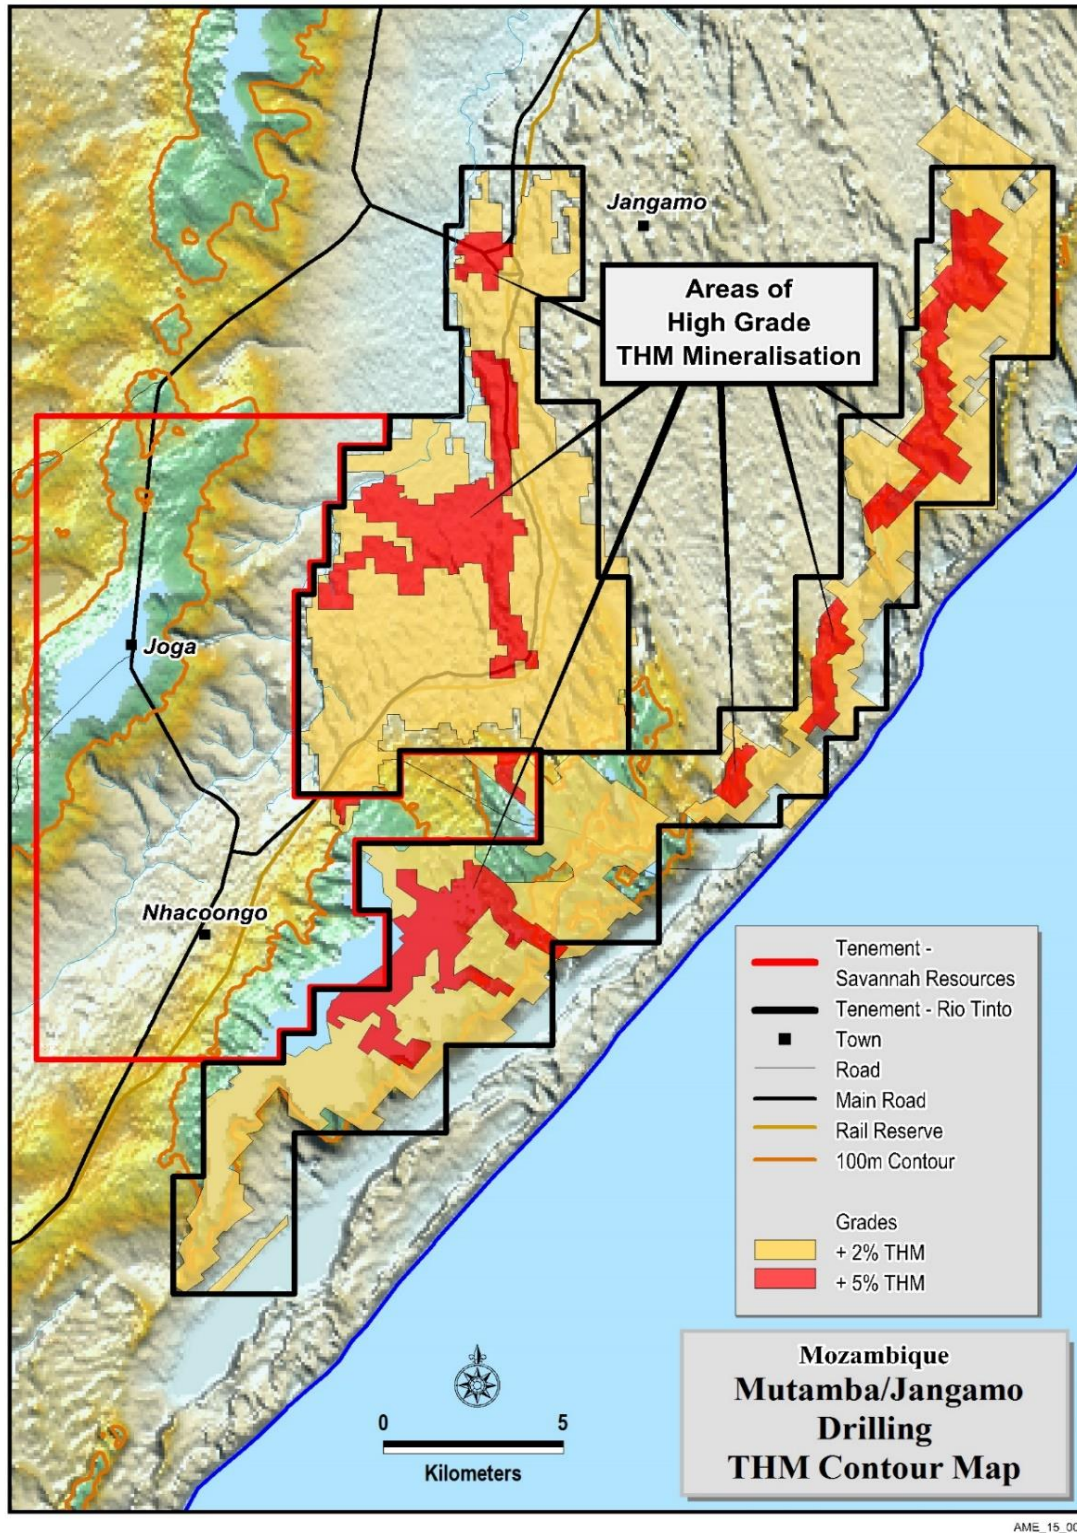 Jangamo
Areas of
High Grade
THM Mineralisation
Joga
Nhacoongo
Tenement -
Savannah Resources
Tenement - Rio Tinto
Town
Road
Main Road
Rail Reserve
100m Contour
Grades
+ 2% THM
+ 5% THM
0 5
Kilometers
Mozambique
Mutamba/Jangamo
Drilling
THM Contour Map